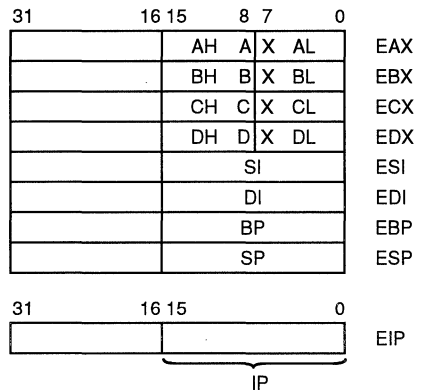 31 16 15 8 7 0
AH A X AL EAX
BH B X BL EBX
CH C X CL ECX
DH D X DL EDX
SI ESI
DI EDI
BP EBP
SP ESP
31 16 15 0
EIP
IP